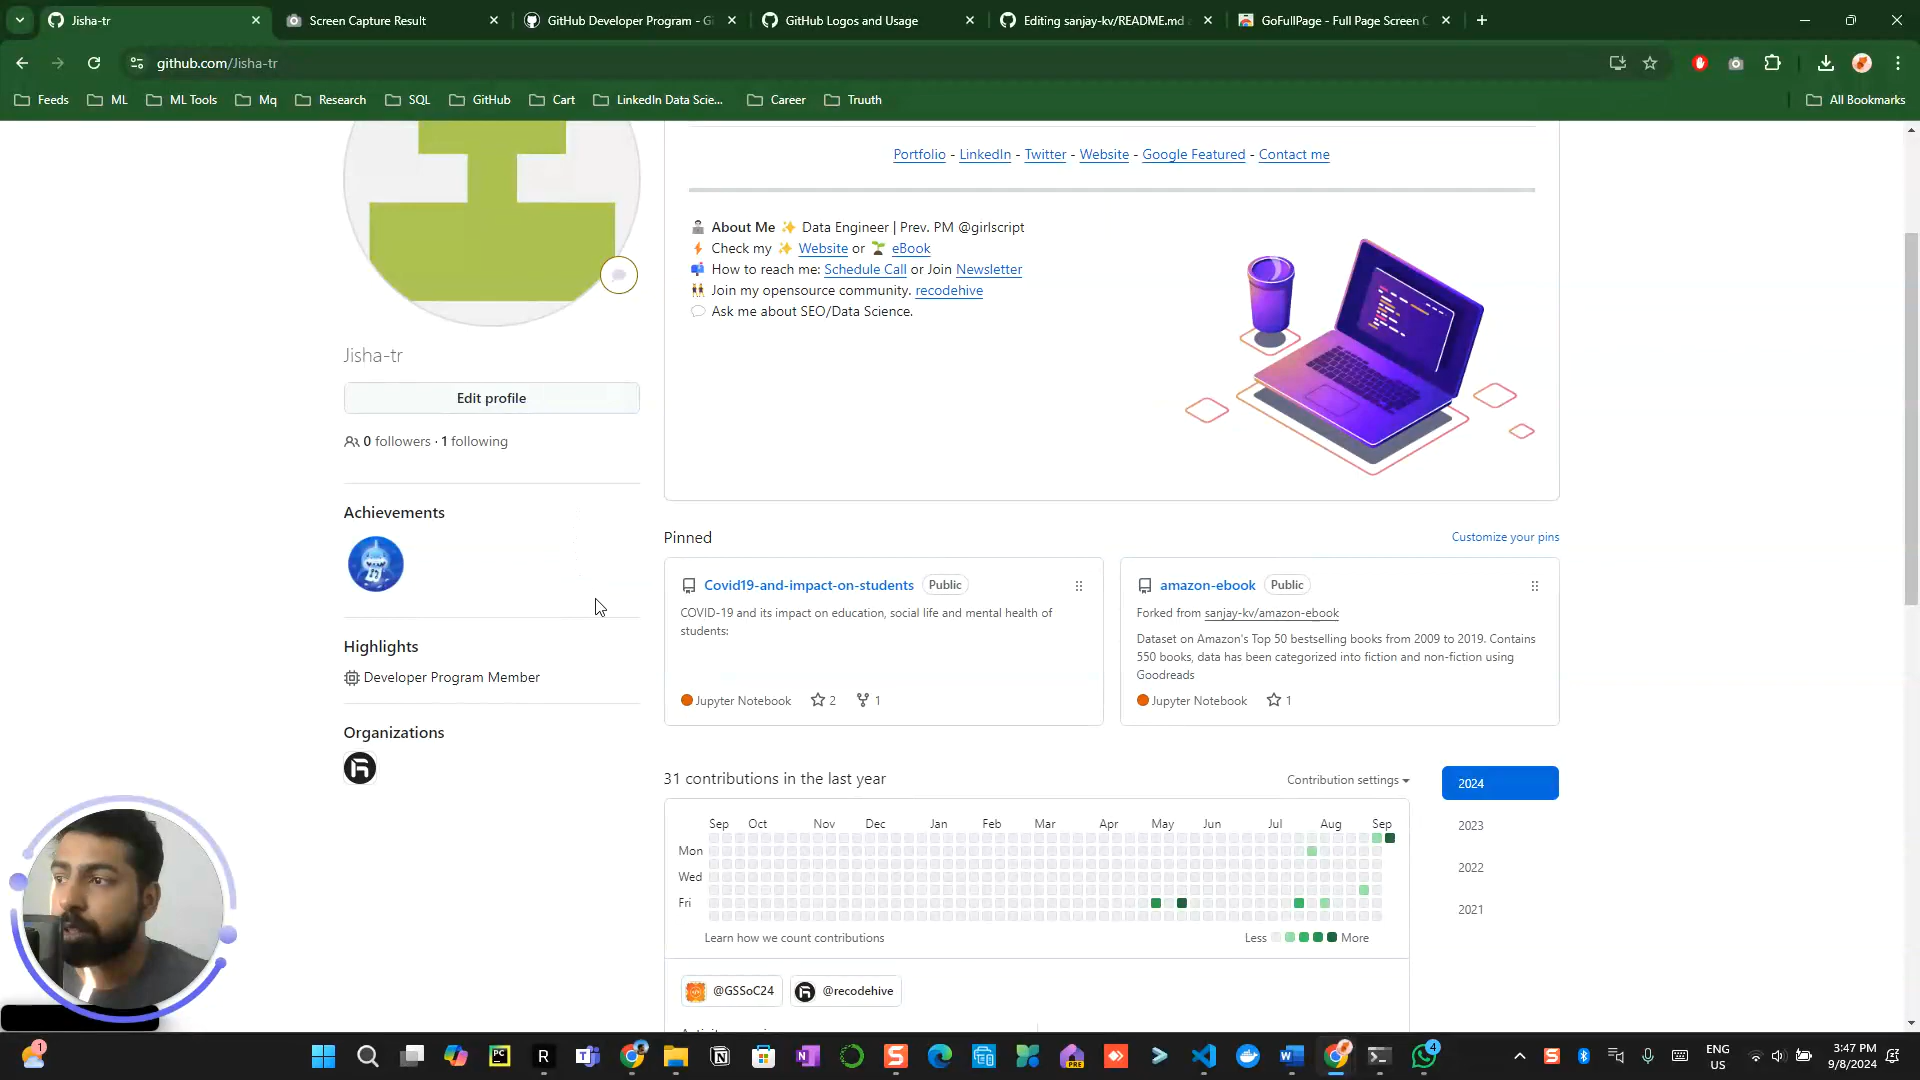 Jisha-tr
Screen Capture Result
GitHub Developer Program - Gi
GitHub Logos and Usage
Editing sanjay-kv/README.md
GoFullPage - Full Page Screen C
github.com/Jisha-tr
Feeds
ML
ML Tools
Mq
Research
SQL
GitHub
Cart
LinkedIn Data Scie...
Career
Truuth
All Bookmarks
Portfolio - LinkedIn - Twitter - Website - Google Featured - Contact me
About Me ✨ Data Engineer | Prev. PM @girlscript
Check my ✨ Website or eBook
How to reach me: Schedule Call or Join Newsletter
Join my opensource community. recodehive
Ask me about SEO/Data Science.
Jisha-tr
Edit profile
0 followers · 1 following
Achievements
Highlights
Developer Program Member
Organizations
Pinned
Customize your pins
Covid19-and-impact-on-students Public
COVID-19 and its impact on education, social life and mental health of
students:
Jupyter Notebook 2 1
amazon-ebook Public
Forked from sanjay-kv/amazon-ebook
Dataset on Amazon's Top 50 bestselling books from 2009 to 2019. Contains
550 books, data has been categorized into fiction and non-fiction using
Goodreads
Jupyter Notebook 1
31 contributions in the last year
Contribution settings
2024
2023
2022
2021
Sep Oct Nov Dec Jan Feb Mar Apr May Jun Jul Aug Sep
Mon
Wed
Fri
Learn how we count contributions
Less More
@GSSoC24
@recodehive
1
PC
R
PRE
4
ENG
US
3:47 PM
9/8/2024